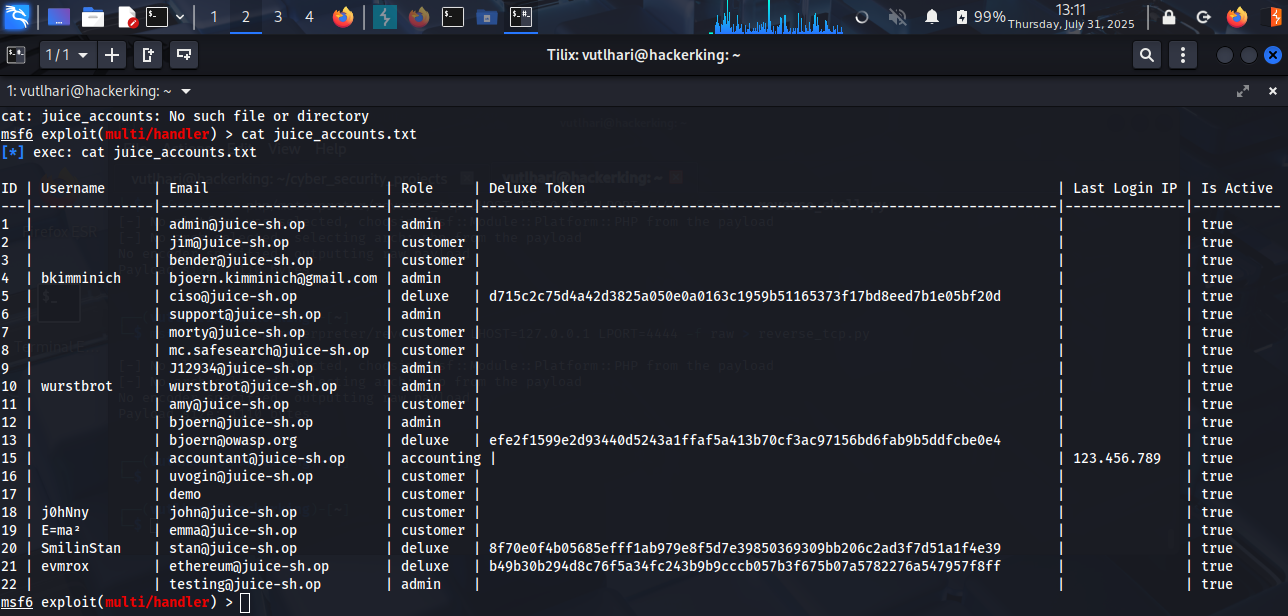 1 2 3 4 99% 13:11
Thursday, July 31, 2025
1 / 1 Tilix: vutlhari@hackerking: ~
1: vutlhari@hackerking: ~
cat: juice_accounts: No such file or directory
msf6 exploit(multi/handler) > cat juice_accounts.txt
[*] exec: cat juice_accounts.txt
ID | Username | Email | Role | Deluxe Token | Last Login IP | Is Active
---|---------------|----------------------------|----------|------------------------------------------------------------------------|---------------|-----------
1 | | admin@juice-sh.op | admin | | | true
2 | | jim@juice-sh.op | customer | | | true
3 | | bender@juice-sh.op | customer | | | true
4 | bkimminich | bjoern.kimminich@gmail.com | admin | | | true
5 | | ciso@juice-sh.op | deluxe | d715c2c75d4a42d3825a050e0a0163c1959b51165373f17bd8eed7b1e05bf20d | | true
6 | | support@juice-sh.op | admin | | | true
7 | | morty@juice-sh.op | customer | | | true
8 | | mc.safesearch@juice-sh.op | customer | | | true
9 | | J12934@juice-sh.op | admin | | | true
10 | wurstbrot | wurstbrot@juice-sh.op | admin | | | true
11 | | amy@juice-sh.op | customer | | | true
12 | | bjoern@juice-sh.op | admin | | | true
13 | | bjoern@owasp.org | deluxe | efe2f1599e2d93440d5243a1ffaf5a413b70cf3ac97156bd6fab9b5ddfcbe0e4 | | true
15 | | accountant@juice-sh.op | accounting | | 123.456.789 | true
16 | | uvogin@juice-sh.op | customer | | | true
17 | | demo | customer | | | true
18 | j0hNny | john@juice-sh.op | customer | | | true
19 | E=ma² | emma@juice-sh.op | customer | | | true
20 | SmilinStan | stan@juice-sh.op | deluxe | 8f70e0f4b05685efff1ab979e8f5d7e39850369309bb206c2ad3f7d51a1f4e39 | | true
21 | evmrox | ethereum@juice-sh.op | deluxe | b49b30b294d8c76f5a34fc243b9b9cccb057b3f675b07a5782276a547957f8ff | | true
22 | | testing@juice-sh.op | admin | | | true
msf6 exploit(multi/handler) >